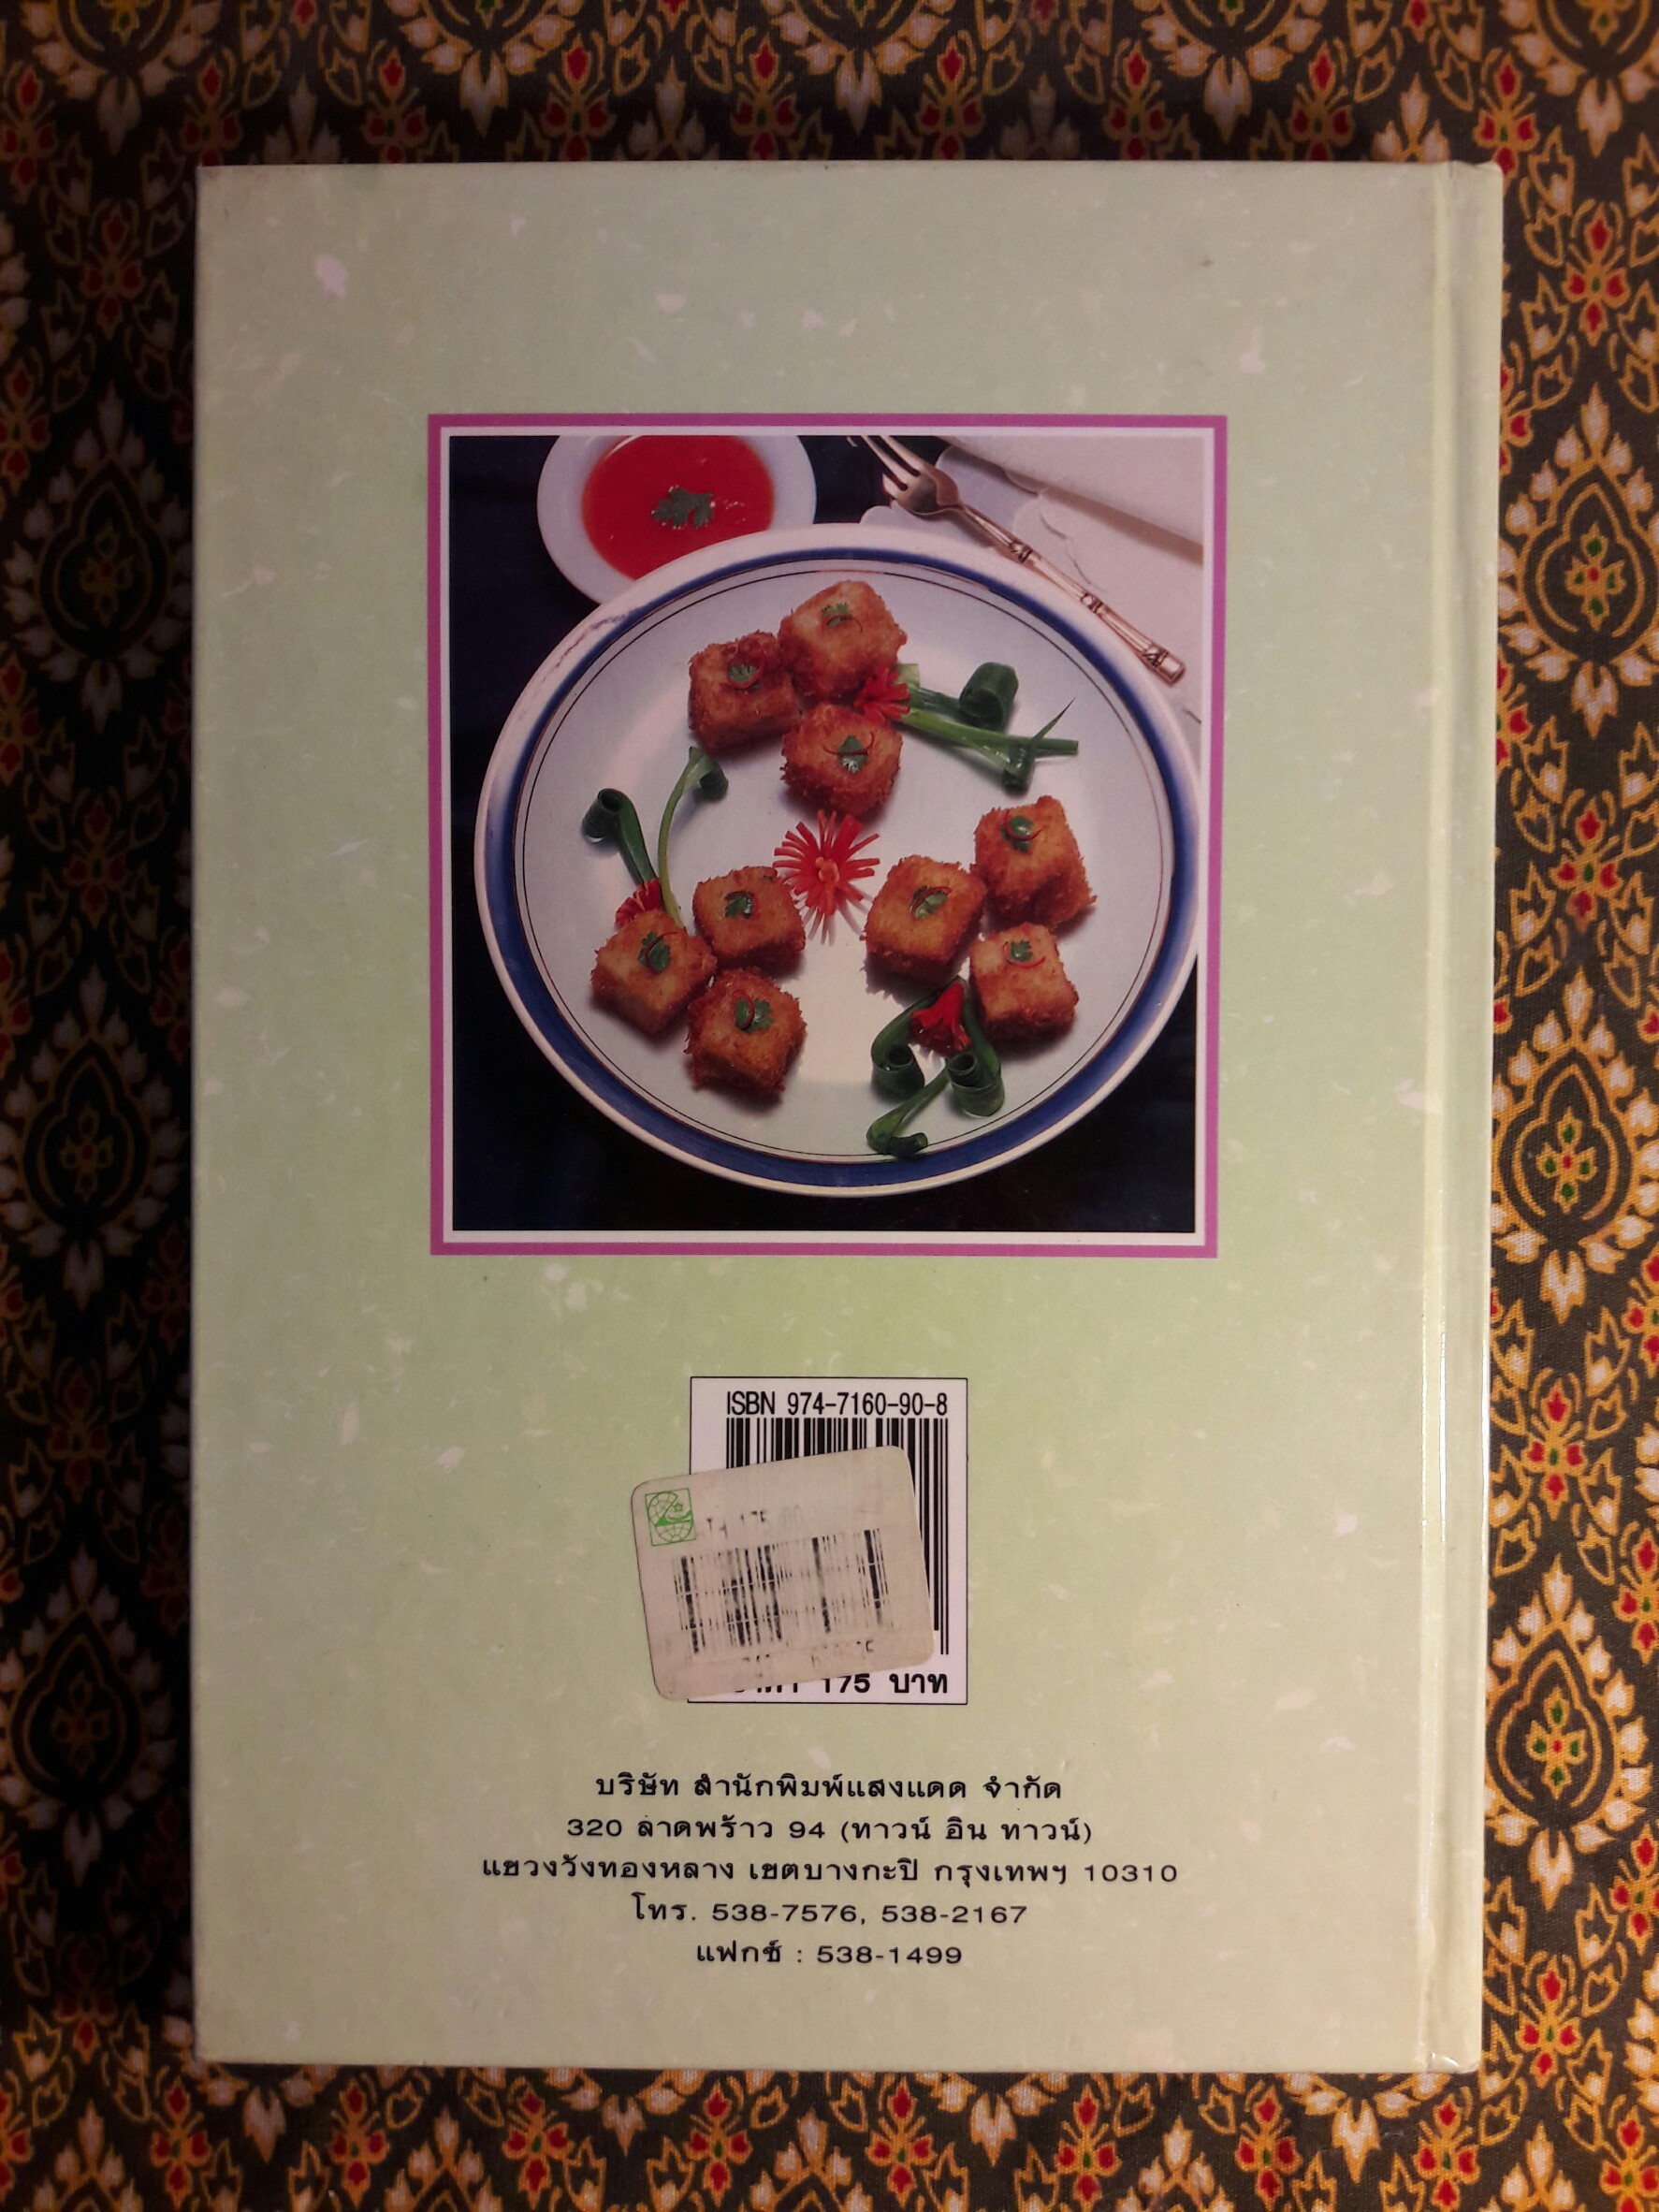 ISBN 974-7160-90-8
175 บาท
บริษัท สำนักพิมพ์แสงแดด จำกัด
320 ลาดพร้าว 94 (ทาวน์ อิน ทาวน์)
แขวงวังทองหลาง เขตบางกะปิ กรุงเทพฯ 10310
โทร. 538-7576, 538-2167
แฟกซ์ : 538-1499